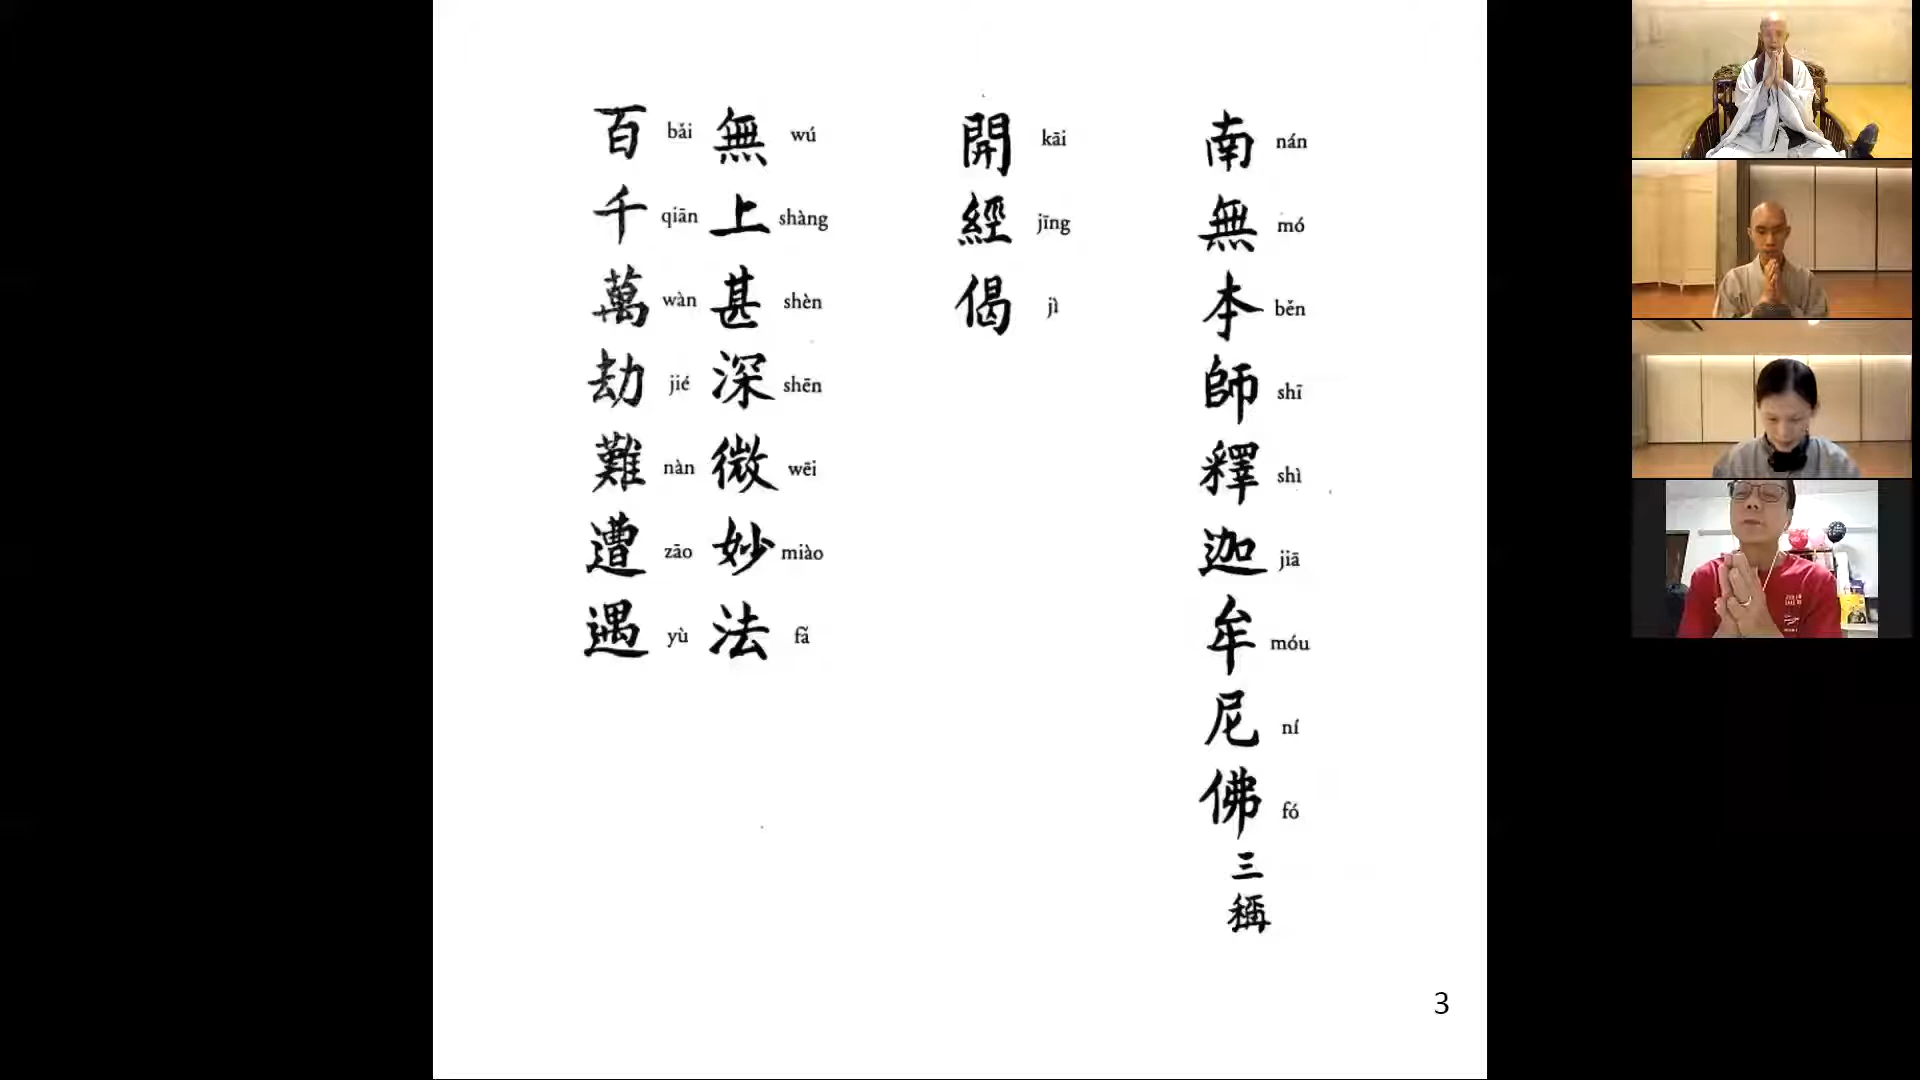 南無本師釋迦牟尼佛三稱
nán mó běn shī shì jiā móu ní fó
開經偈
kāi jīng jì
無上甚深微妙法
wú shàng shèn shēn wēi miào fã
百千萬劫難遭遇
bǎi qiān wàn jié nàn zāo yù
3